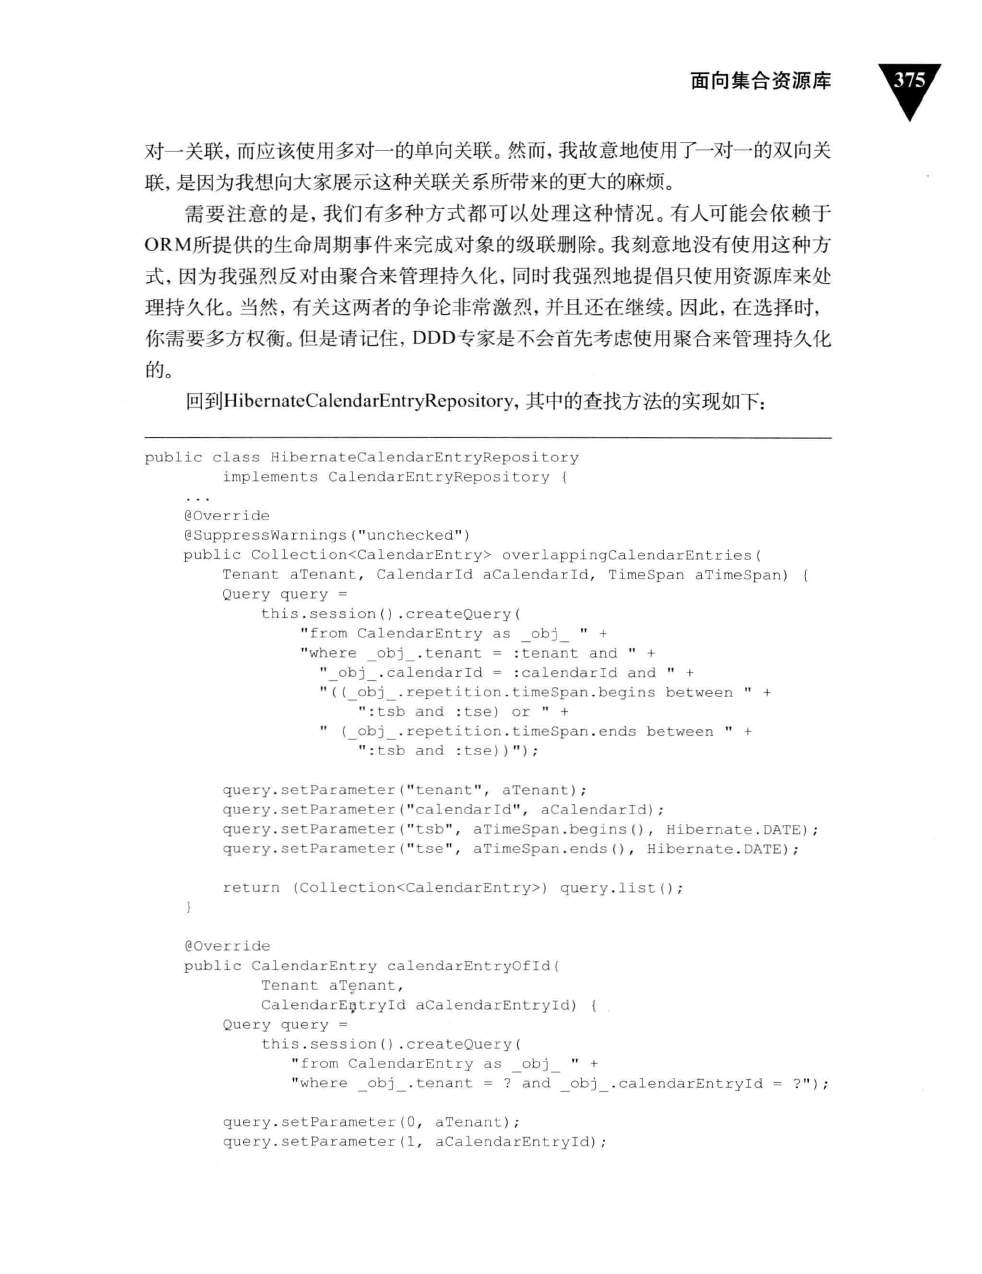 面向集合资源库
375
对一关联, 而应该使用多对一的单向关联。然而, 我故意地使用了一对一的双向关
联, 是因为我想向大家展示这种关联关系所带来的更大的麻烦。
需要注意的是, 我们有多种方式都可以处理这种情况。有人可能会依赖于
ORM所提供的生命周期事件来完成对象的级联删除。我刻意地没有使用这种方
式, 因为我强烈反对由聚合来管理持久化, 同时我强烈地提倡只使用资源库来处
理持久化。当然, 有关这两者的争论非常激烈, 并且还在继续。因此, 在选择时,
你需要多方权衡。但是请记住, DDD专家是不会首先考虑使用聚合来管理持久化
的。
回到HibernateCalendarEntryRepository, 其中的查找方法的实现如下:
public class HibernateCalendarEntryRepository
        implements CalendarEntryRepository {
    ...
    @Override
    @SuppressWarnings("unchecked")
    public Collection<CalendarEntry> overlappingCalendarEntries(
        Tenant aTenant, CalendarId aCalendarId, TimeSpan aTimeSpan) {
        Query query =
            this.session().createQuery(
                "from CalendarEntry as _obj_ " +
                "where _obj_.tenant = :tenant and " +
                  "_obj_.calendarId = :calendarId and " +
                  "((_obj_.repetition.timeSpan.begins between " +
                      ":tsb and :tse) or " +
                  " (_obj_.repetition.timeSpan.ends between " +
                      ":tsb and :tse))");
        query.setParameter("tenant", aTenant);
        query.setParameter("calendarId", aCalendarId);
        query.setParameter("tsb", aTimeSpan.begins(), Hibernate.DATE);
        query.setParameter("tse", aTimeSpan.ends(), Hibernate.DATE);
        return (Collection<CalendarEntry>) query.list();
    }
    @Override
    public CalendarEntry calendarEntryOfId(
            Tenant aTenant,
            CalendarEntryId aCalendarEntryId) {
        Query query =
            this.session().createQuery(
               "from CalendarEntry as _obj_ " +
               "where _obj_.tenant = ? and _obj_.calendarEntryId = ?");
        query.setParameter(0, aTenant);
        query.setParameter(1, aCalendarEntryId);